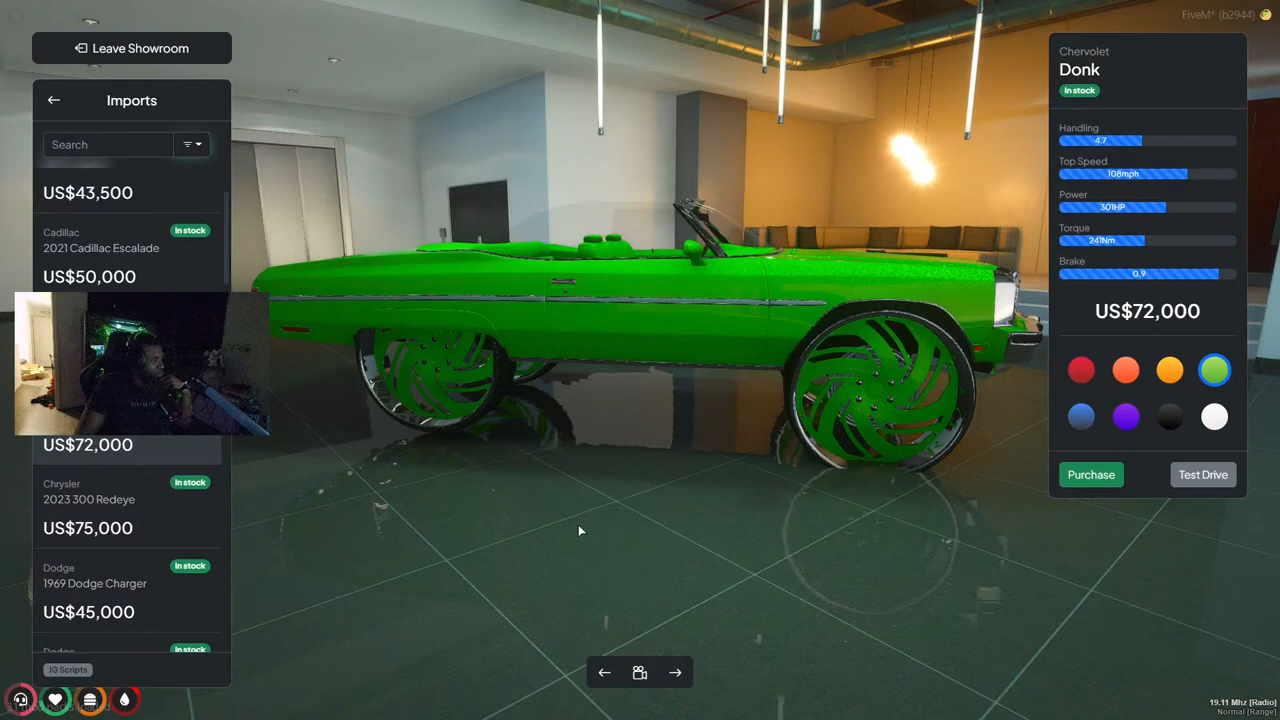 FiveM* (b2944)
Leave Showroom
Imports
Search
US$43,500
Cadillac
In stock
2021 Cadillac Escalade
US$50,000
US$72,000
Chrysler
In stock
2023 300 Redeye
US$75,000
Dodge
In stock
1969 Dodge Charger
US$45,000
Dodge
In stock
JG Scripts
Chervolet
Donk
In stock
Handling
4.7
Top Speed
108mph
Power
301HP
Torque
241Nm
Brake
0.9
US$72,000
Purchase
Test Drive
19.11 Mhz [Radio]
Normal [Range]